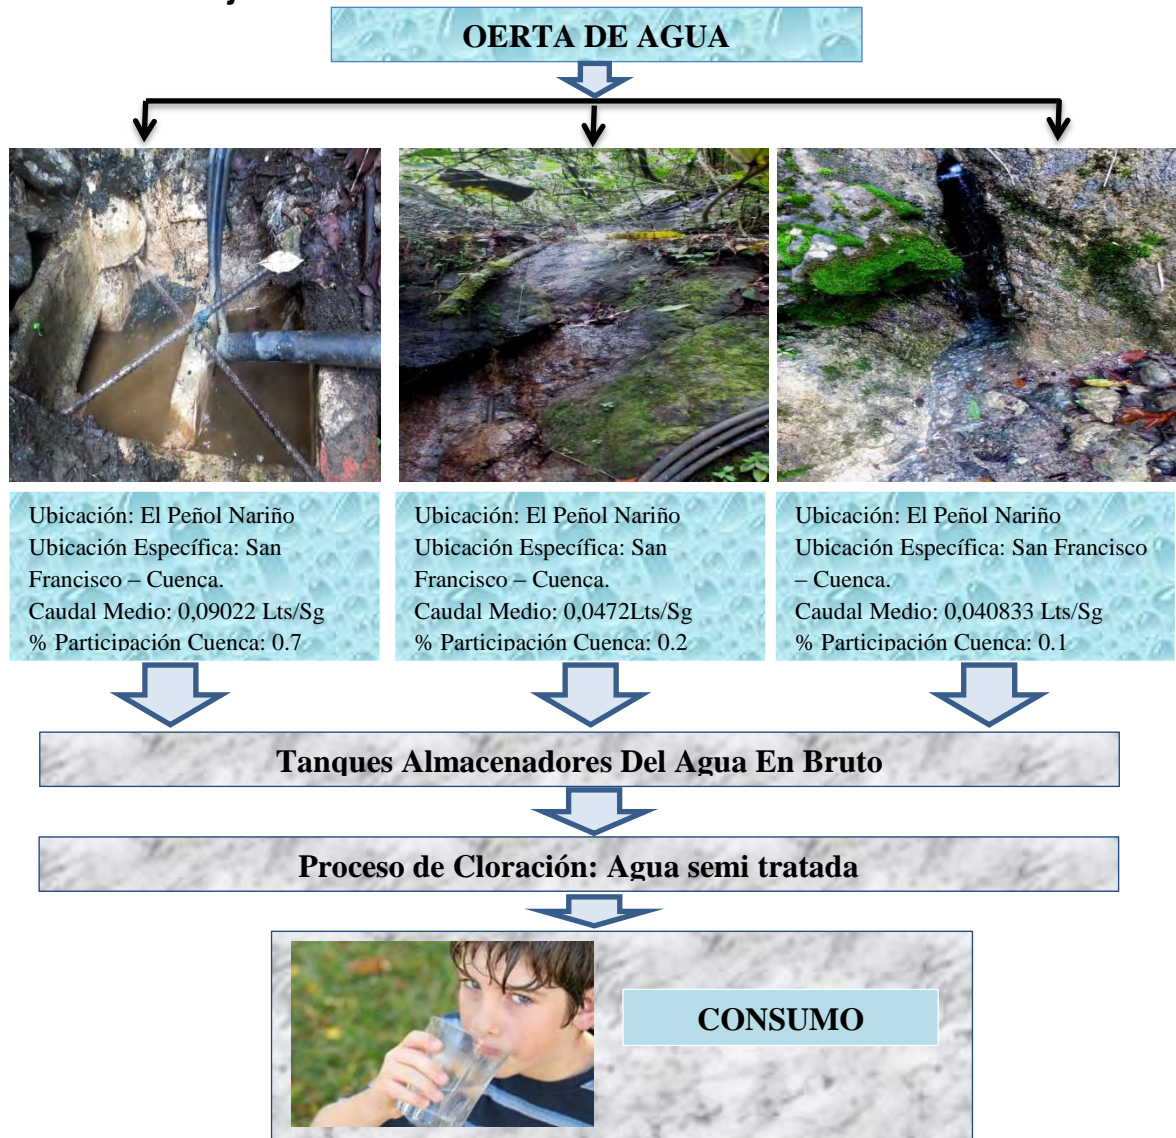 OERTA DE AGUA
Ubicación: El Peñol Nariño
Ubicación Específica: San
Francisco – Cuenca.
Caudal Medio: 0,09022 Lts/Sg
% Participación Cuenca: 0.7
Ubicación: El Peñol Nariño
Ubicación Específica: San
Francisco – Cuenca.
Caudal Medio: 0,0472Lts/Sg
% Participación Cuenca: 0.2
Ubicación: El Peñol Nariño
Ubicación Específica: San Francisco
– Cuenca.
Caudal Medio: 0,040833 Lts/Sg
% Participación Cuenca: 0.1
Tanques Almacenadores Del Agua En Bruto
Proceso de Cloración: Agua semi tratada
CONSUMO